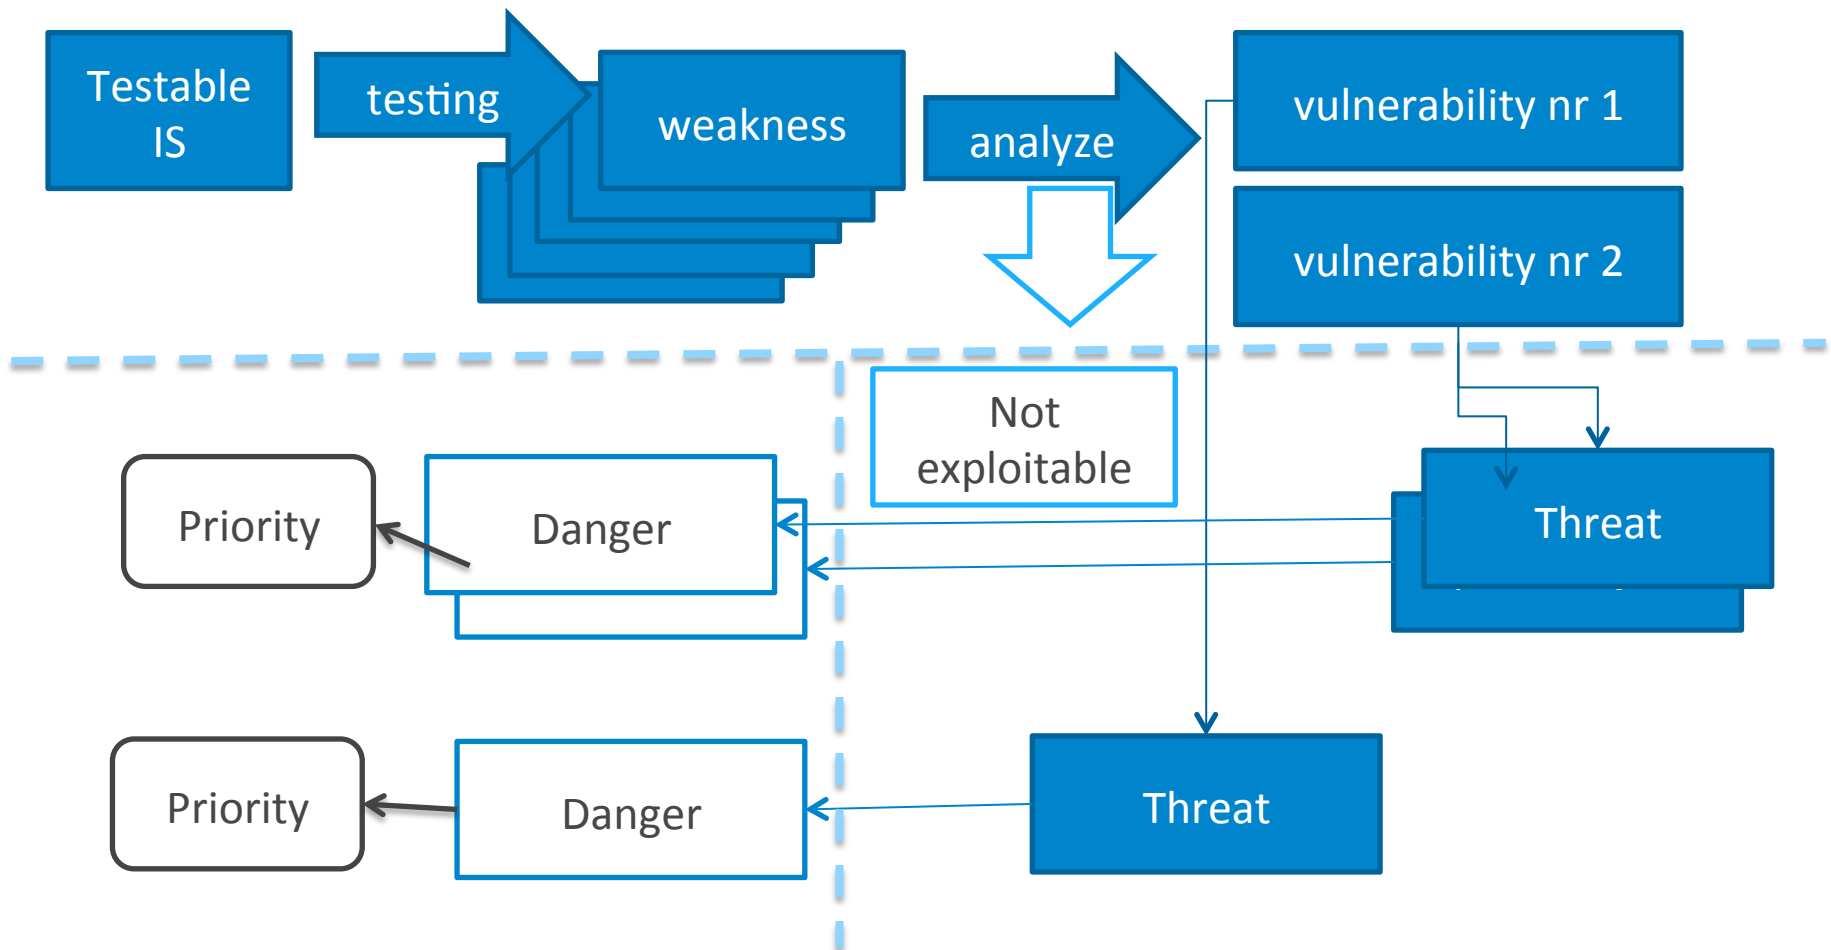 Testable
IS
testing
weakness
analyze
vulnerability nr 1
vulnerability nr 2
Not
exploitable
Priority
Danger
Threat
Priority
Danger
Threat